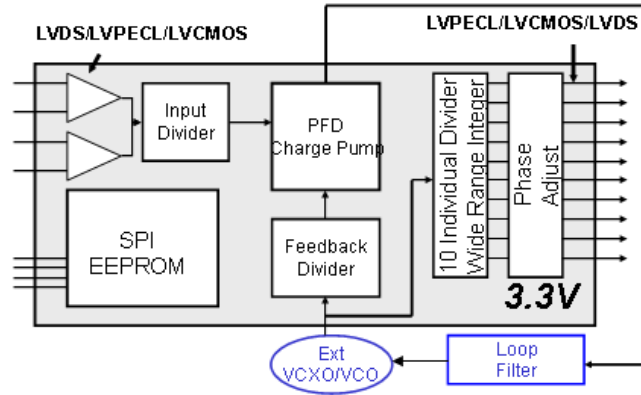 LVDS/LVPECL/LVCMOS
LVPECL/LVCMOS/LVDS
Input
Divider
PFD
Charge Pump
10 Individual Divider
Wide Range Integer
Phase
Adjust
SPI
EEPROM
Feedback
Divider
3.3V
Ext
VCXO/VCO
Loop
Filter